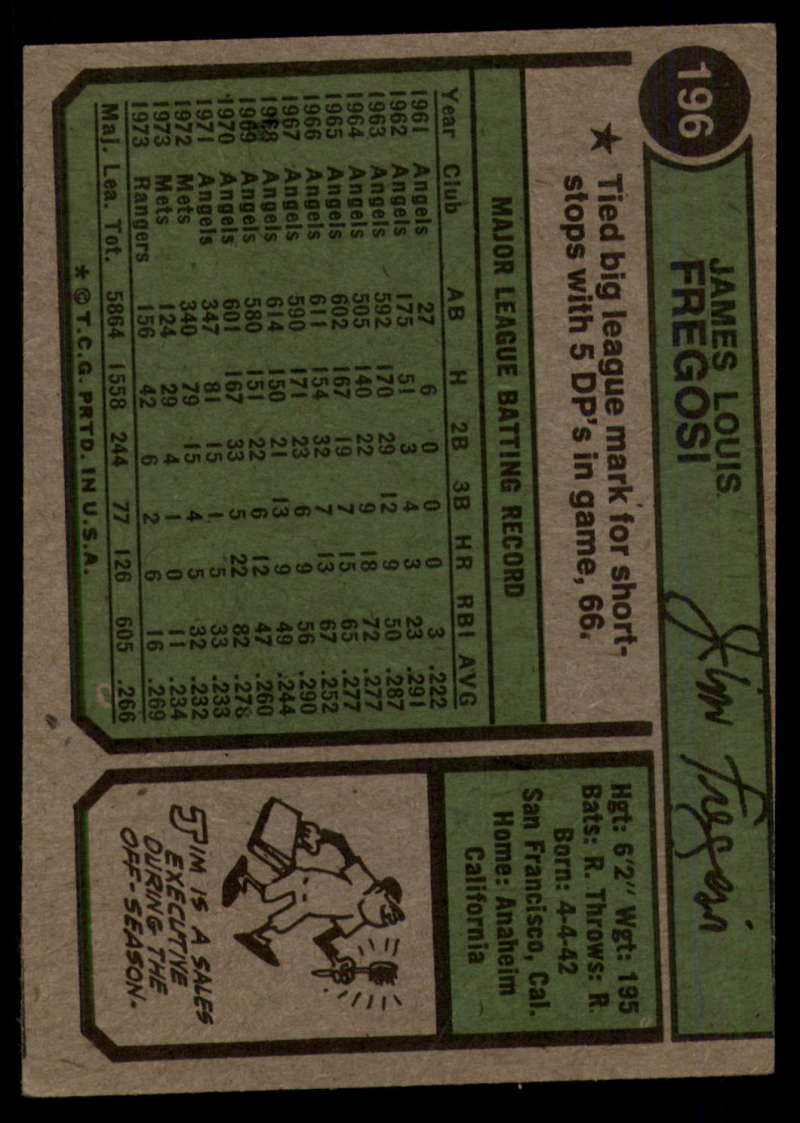 196
JAMES LOUIS
FREGOSI
Jim Fregosi
★ Tied big league mark for short-
stops with 5 DP's in game, 66.
Hgt: 6'2" Wgt: 195
Bats: R. Throws: R.
Born: 4-4-42
San Francisco, Cal.
Home: Anaheim
California
MAJOR LEAGUE BATTING RECORD
Year Club AB H 2B 3B HR RBI AVG
1961 Angels 27 6 0 0 0 3 .222
1962 Angels 175 51 3 4 3 23 .291
1963 Angels 592 170 29 12 9 50 .287
1964 Angels 505 140 22 9 18 72 .277
1965 Angels 602 167 19 7 15 65 .277
1966 Angels 611 154 32 7 13 67 .252
1967 Angels 590 171 23 6 9 56 .290
1968 Angels 614 150 21 13 9 49 .244
1969 Angels 580 151 22 6 12 47 .260
1970 Angels 601 167 33 5 22 82 .278
1971 Angels 347 81 15 1 5 33 .233
1972 Mets 340 79 15 4 5 32 .232
1973 Mets 124 29 4 1 0 11 .234
1973 Rangers 156 42 6 2 6 16 .269
Maj. Lea. Tot. 5864 1558 244 77 126 605 .266
* © T.C.G. PRTD. IN U.S.A.
JIM IS A SALES
EXECUTIVE
DURING THE
OFF-SEASON.